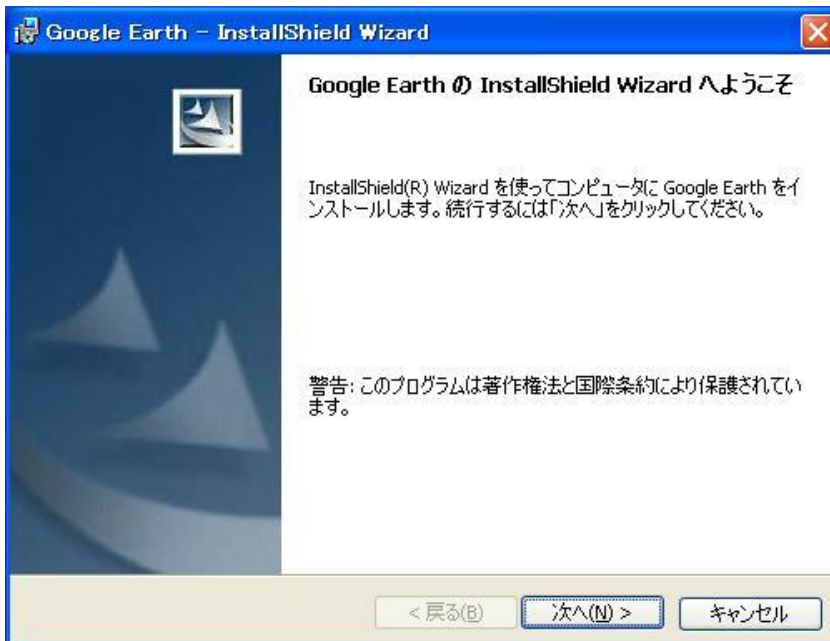 Google Earth - InstallShield Wizard
Google Earth の InstallShield Wizard へようこそ
InstallShield(R) Wizard を使ってコンピュータに Google Earth をイ
ンストールします。続行するには「次へ」をクリックしてください。
警告: このプログラムは著作権法と国際条約により保護されてい
ます。
< 戻る(B) 次へ(N) > キャンセル